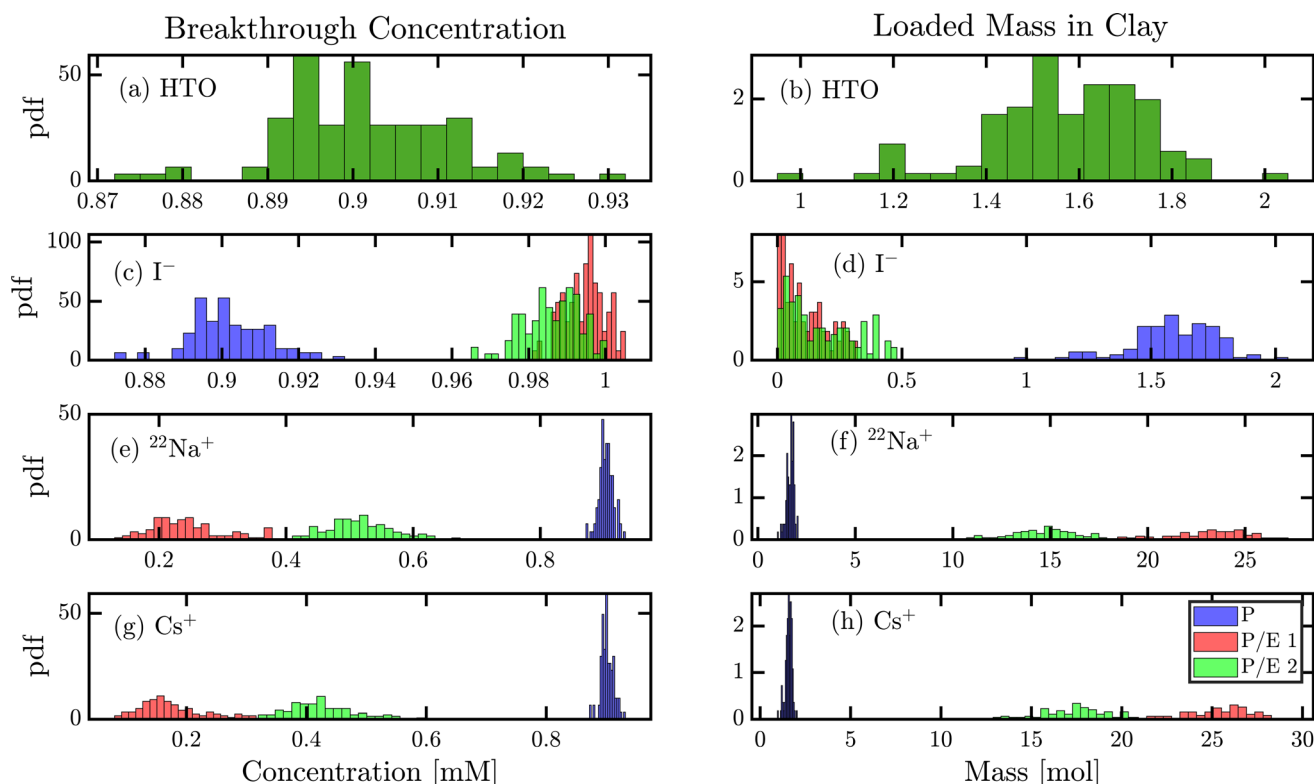 Breakthrough Concentration
Loaded Mass in Clay
pdf
50
0
(a) HTO
0.87 0.88 0.89 0.9 0.91 0.92 0.93
2
0
(b) HTO
1 1.2 1.4 1.6 1.8 2
pdf
100
50
0
(c) I⁻
0.88 0.9 0.92 0.94 0.96 0.98 1
5
0
(d) I⁻
0 0.5 1 1.5 2
pdf
50
0
(e) ²²Na⁺
0.2 0.4 0.6 0.8
2
1
0
(f) ²²Na⁺
0 5 10 15 20 25
pdf
50
0
(g) Cs⁺
0.2 0.4 0.6 0.8
Concentration [mM]
2
1
0
(h) Cs⁺
P
P/E 1
P/E 2
0 5 10 15 20 25 30
Mass [mol]